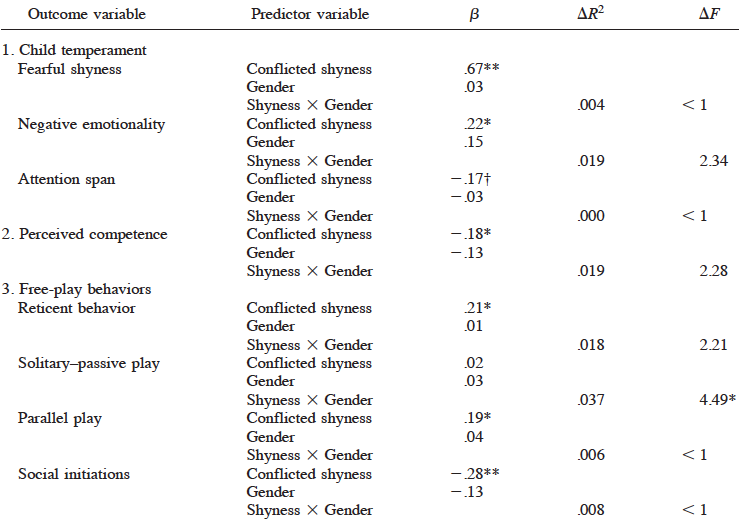 Outcome variable Predictor variable β ΔR² ΔF
1. Child temperament
Fearful shyness Conflicted shyness .67**
Gender .03
Shyness × Gender .004 < 1
Negative emotionality Conflicted shyness .22*
Gender .15
Shyness × Gender .019 2.34
Attention span Conflicted shyness −.17†
Gender −.03
Shyness × Gender .000 < 1
2. Perceived competence Conflicted shyness −.18*
Gender −.13
Shyness × Gender .019 2.28
3. Free-play behaviors
Reticent behavior Conflicted shyness .21*
Gender .01
Shyness × Gender .018 2.21
Solitary–passive play Conflicted shyness .02
Gender .03
Shyness × Gender .037 4.49*
Parallel play Conflicted shyness .19*
Gender .04
Shyness × Gender .006 < 1
Social initiations Conflicted shyness −.28**
Gender −.13
Shyness × Gender .008 < 1